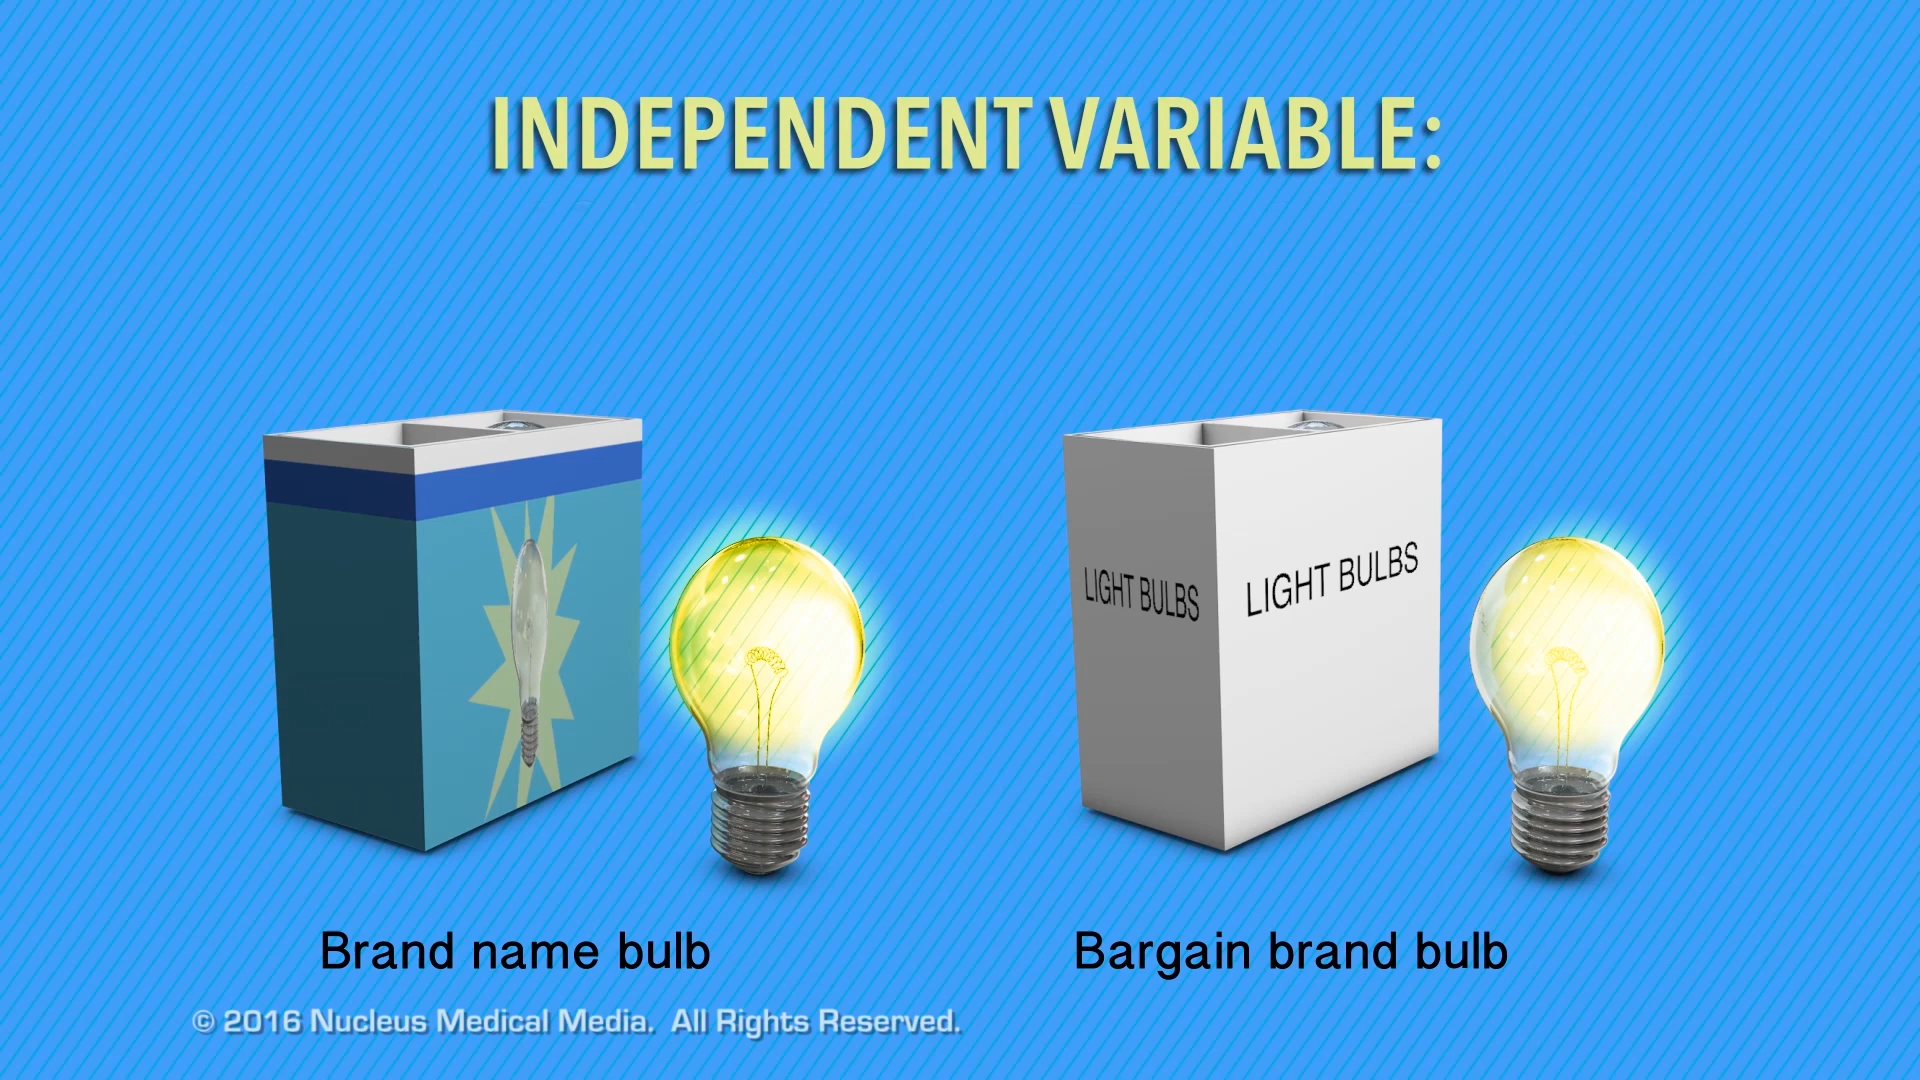 INDEPENDENT VARIABLE:
LIGHT BULBS
LIGHT BULBS
Brand name bulb
Bargain brand bulb
© 2016 Nucleus Medical Media. All Rights Reserved.